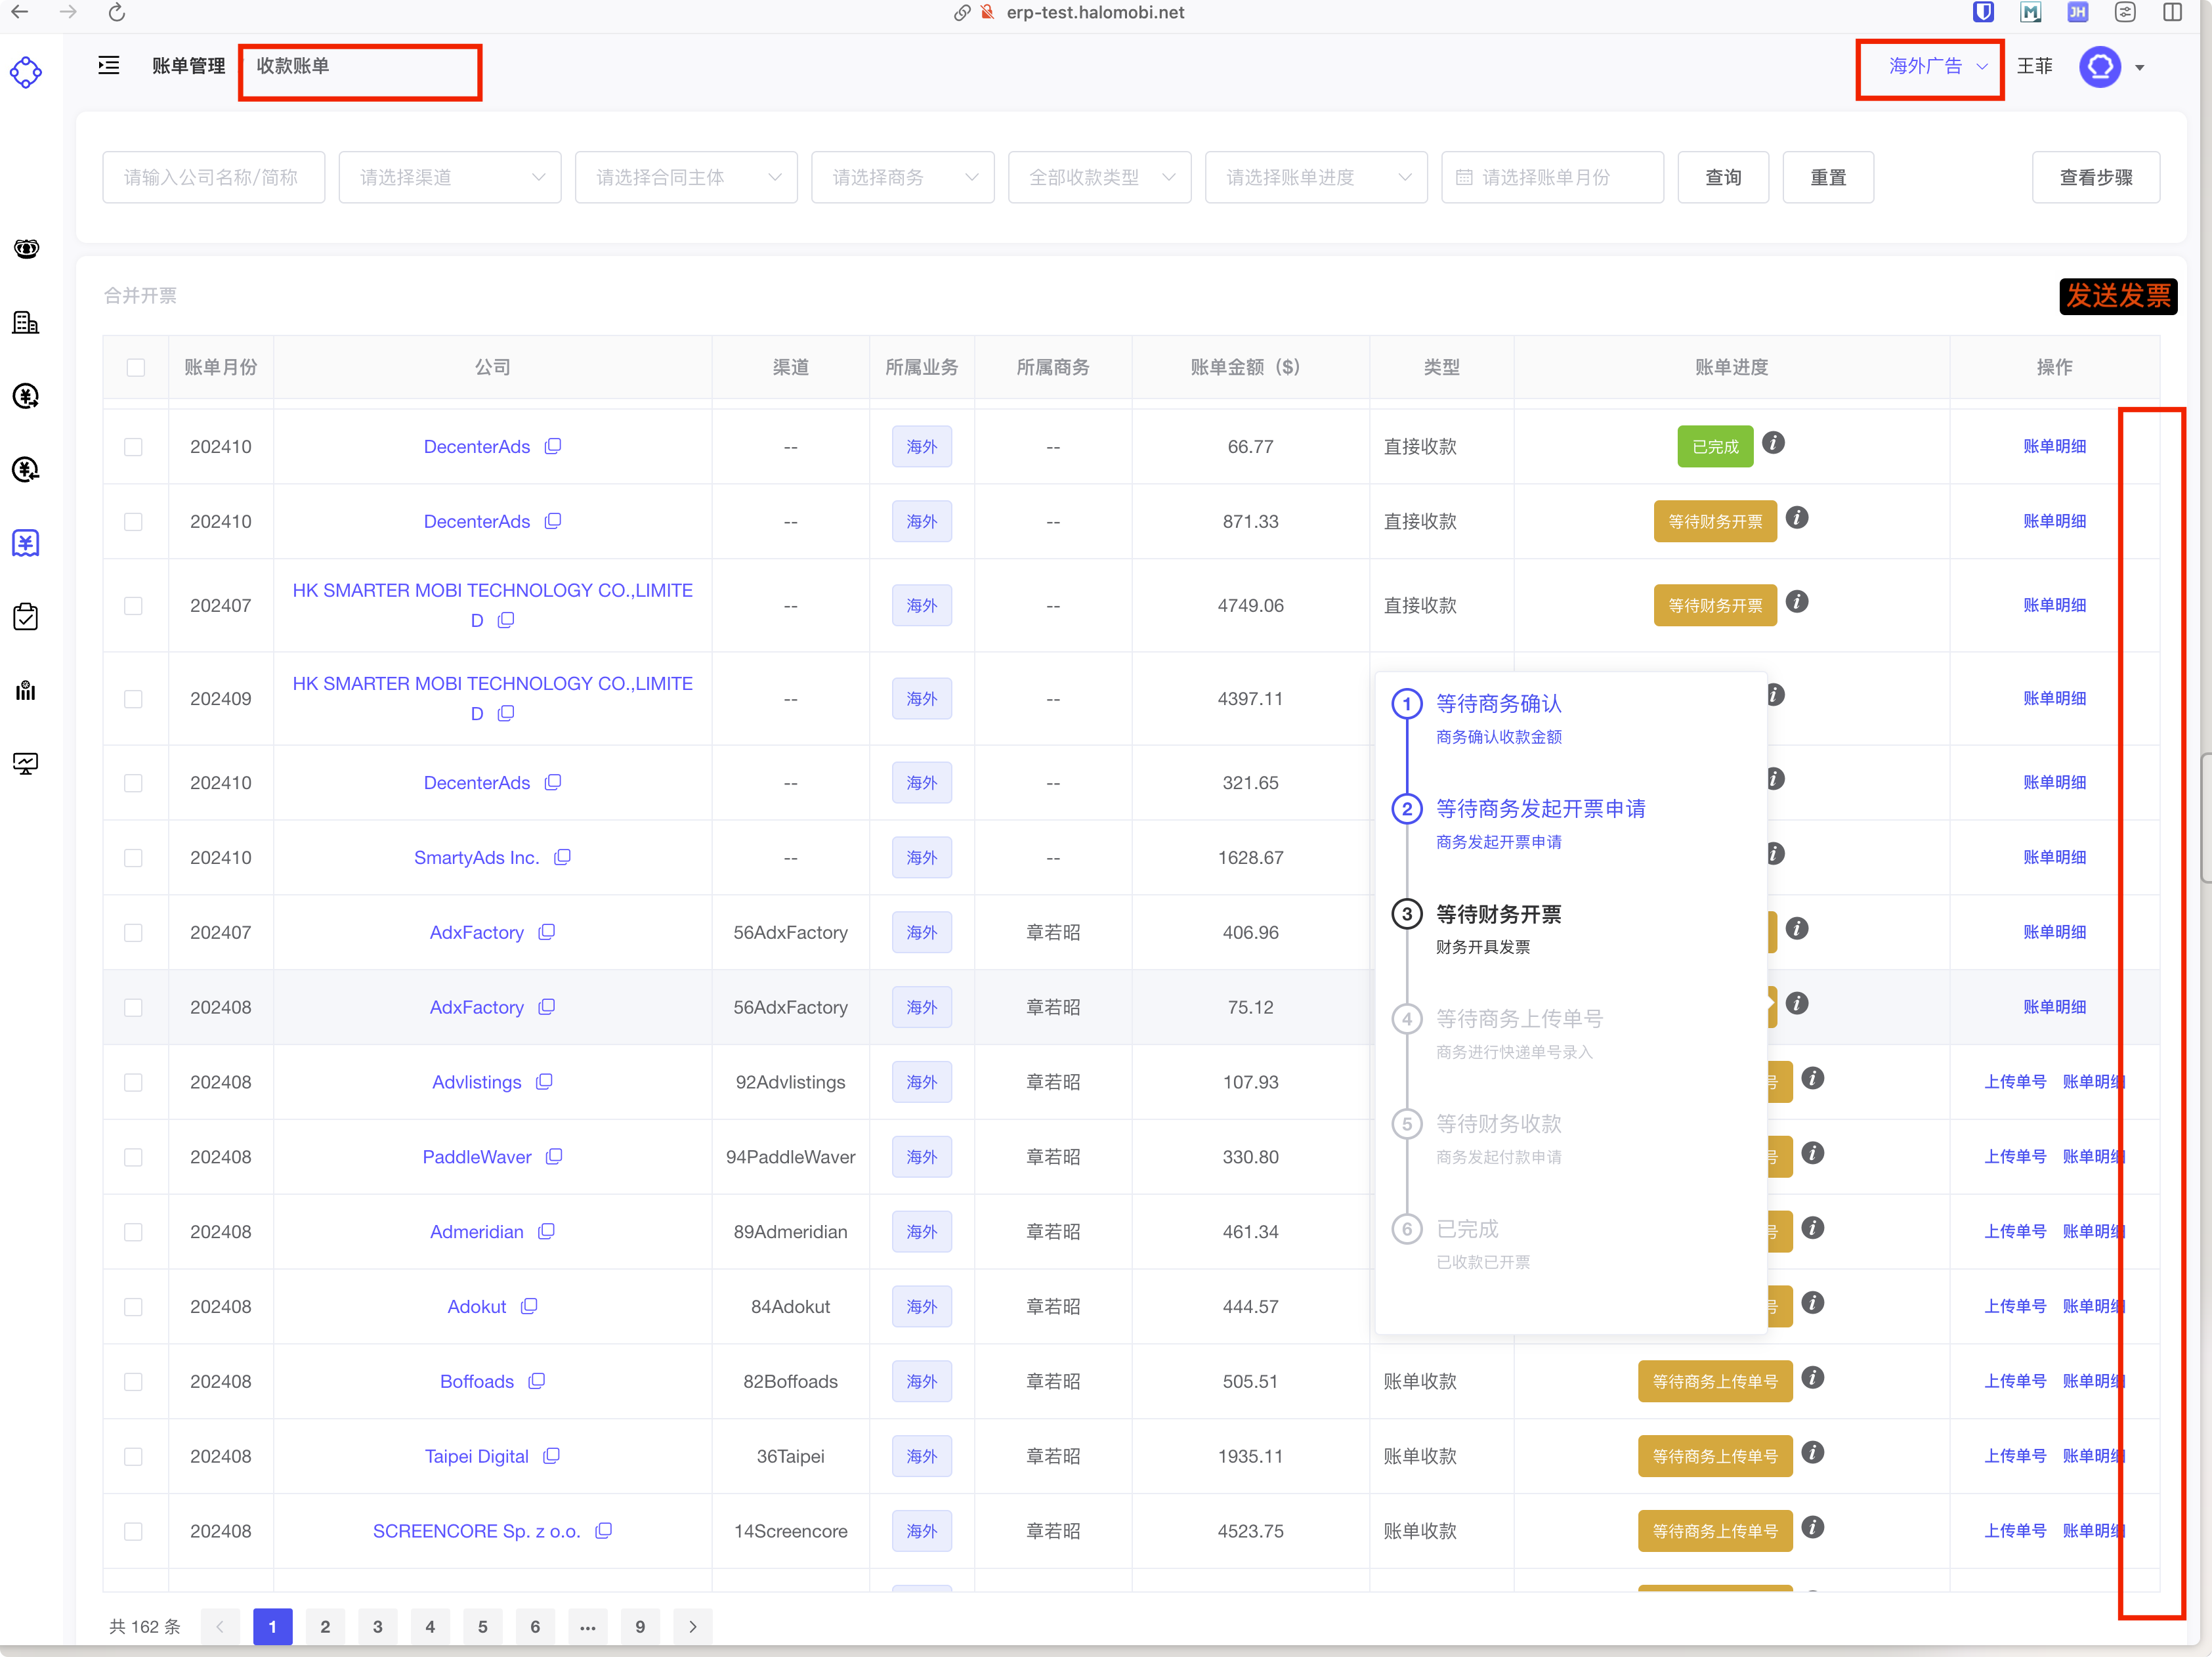 erp-test.halomobi.net
M
JH
账单管理 收款账单 海外广告 王菲
请输入公司名称/简称 请选择渠道 请选择合同主体 请选择商务 全部收款类型 请选择账单进度 请选择账单月份 查询 重置 查看步骤
合并开票 发送发票
账单月份 公司 渠道 所属业务 所属商务 账单金额（$） 类型 账单进度 操作
202410 DecenterAds -- 海外 -- 66.77 直接收款 已完成 账单明细
202410 DecenterAds -- 海外 -- 871.33 直接收款 等待财务开票 账单明细
202407 HK SMARTER MOBI TECHNOLOGY CO.,LIMITE
D -- 海外 -- 4749.06 直接收款 等待财务开票 账单明细
202409 HK SMARTER MOBI TECHNOLOGY CO.,LIMITE
D -- 海外 -- 4397.11 账单明细
202410 DecenterAds -- 海外 -- 321.65 账单明细
202410 SmartyAds Inc. -- 海外 -- 1628.67 账单明细
202407 AdxFactory 56AdxFactory 海外 章若昭 406.96 账单明细
202408 AdxFactory 56AdxFactory 海外 章若昭 75.12 账单明细
202408 Advlistings 92Advlistings 海外 章若昭 107.93 号 上传单号 账单明细
202408 PaddleWaver 94PaddleWaver 海外 章若昭 330.80 号 上传单号 账单明细
202408 Admeridian 89Admeridian 海外 章若昭 461.34 号 上传单号 账单明细
202408 Adokut 84Adokut 海外 章若昭 444.57 号 上传单号 账单明细
202408 Boffoads 82Boffoads 海外 章若昭 505.51 账单收款 等待商务上传单号 上传单号 账单明细
202408 Taipei Digital 36Taipei 海外 章若昭 1935.11 账单收款 等待商务上传单号 上传单号 账单明细
202408 SCREENCORE Sp. z o.o. 14Screencore 海外 章若昭 4523.75 账单收款 等待商务上传单号 上传单号 账单明细
1 等待商务确认
商务确认收款金额
2 等待商务发起开票申请
商务发起开票申请
3 等待财务开票
财务开具发票
4 等待商务上传单号
商务进行快递单号录入
5 等待财务收款
商务发起付款申请
6 已完成
已收款已开票
共 162 条 1 2 3 4 5 6 ... 9